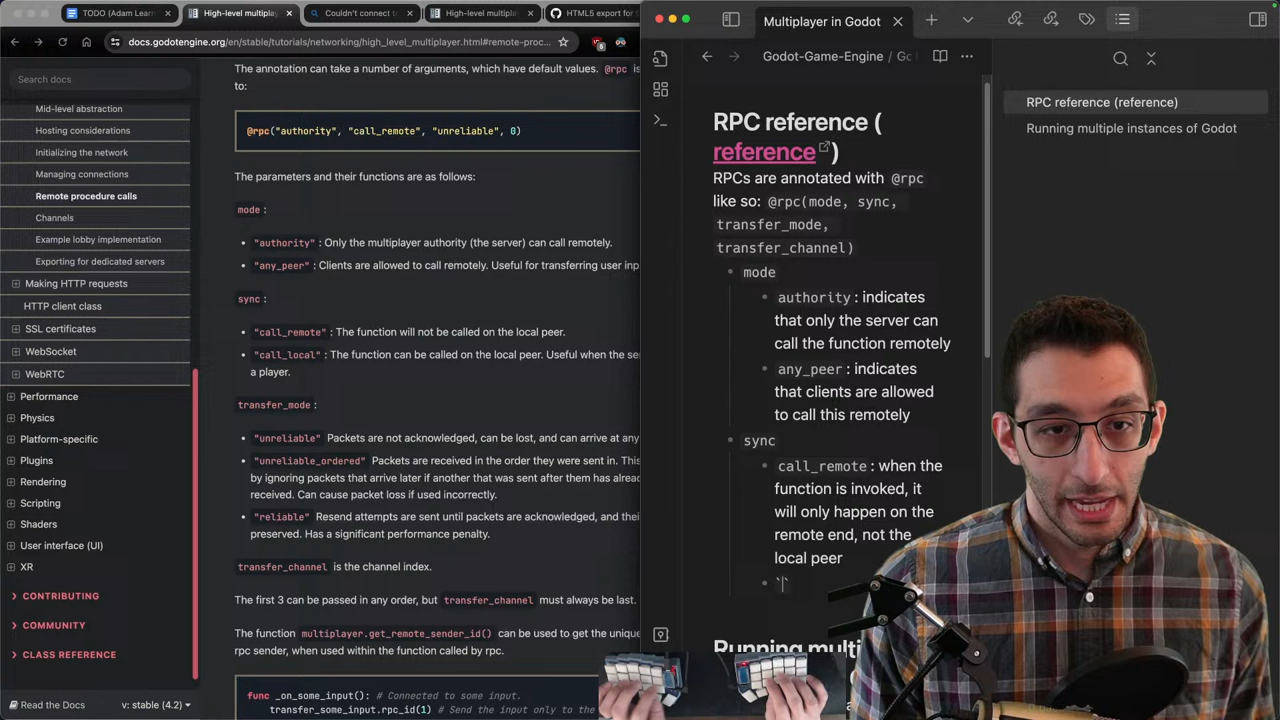 TODO (Adam Learn
High-level multiplay
Couldn't connect to
High-level multiplay
HTML5 export for
docs.godotengine.org/en/stable/tutorials/networking/high_level_multiplayer.html#remote-proc...
Search docs
Mid-level abstraction
Hosting considerations
Initializing the network
Managing connections
Remote procedure calls
Channels
Example lobby implementation
Exporting for dedicated servers
Making HTTP requests
HTTP client class
SSL certificates
WebSocket
WebRTC
Performance
Physics
Platform-specific
Plugins
Rendering
Scripting
Shaders
User interface (UI)
XR
CONTRIBUTING
COMMUNITY
CLASS REFERENCE
Read the Docs
v: stable (4.2)
The annotation can take a number of arguments, which have default values. @rpc is
to:
@rpc("authority", "call_remote", "unreliable", 0)
The parameters and their functions are as follows:
mode :
"authority" : Only the multiplayer authority (the server) can call remotely.
"any_peer" : Clients are allowed to call remotely. Useful for transferring user inp
sync :
"call_remote" : The function will not be called on the local peer.
"call_local" : The function can be called on the local peer. Useful when the se
a player.
transfer_mode :
"unreliable" Packets are not acknowledged, can be lost, and can arrive at any
"unreliable_ordered" Packets are received in the order they were sent in. This
by ignoring packets that arrive later if another that was sent after them has alread
received. Can cause packet loss if used incorrectly.
"reliable" Resend attempts are sent until packets are acknowledged, and their
preserved. Has a significant performance penalty.
transfer_channel is the channel index.
The first 3 can be passed in any order, but transfer_channel must always be last.
The function multiplayer.get_remote_sender_id() can be used to get the unique
rpc sender, when used within the function called by rpc.
func _on_some_input(): # Connected to some input.
transfer_some_input.rpc_id(1) # Send the input only to the
Multiplayer in Godot
Godot-Game-Engine / Go
RPC reference (
reference )
RPCs are annotated with @rpc
like so: @rpc(mode, sync,
transfer_mode,
transfer_channel)
mode
authority : indicates
that only the server can
call the function remotely
any_peer : indicates
that clients are allowed
to call this remotely
sync
call_remote : when the
function is invoked, it
will only happen on the
remote end, not the
local peer
``
Running multi
RPC reference (reference)
Running multiple instances of Godot